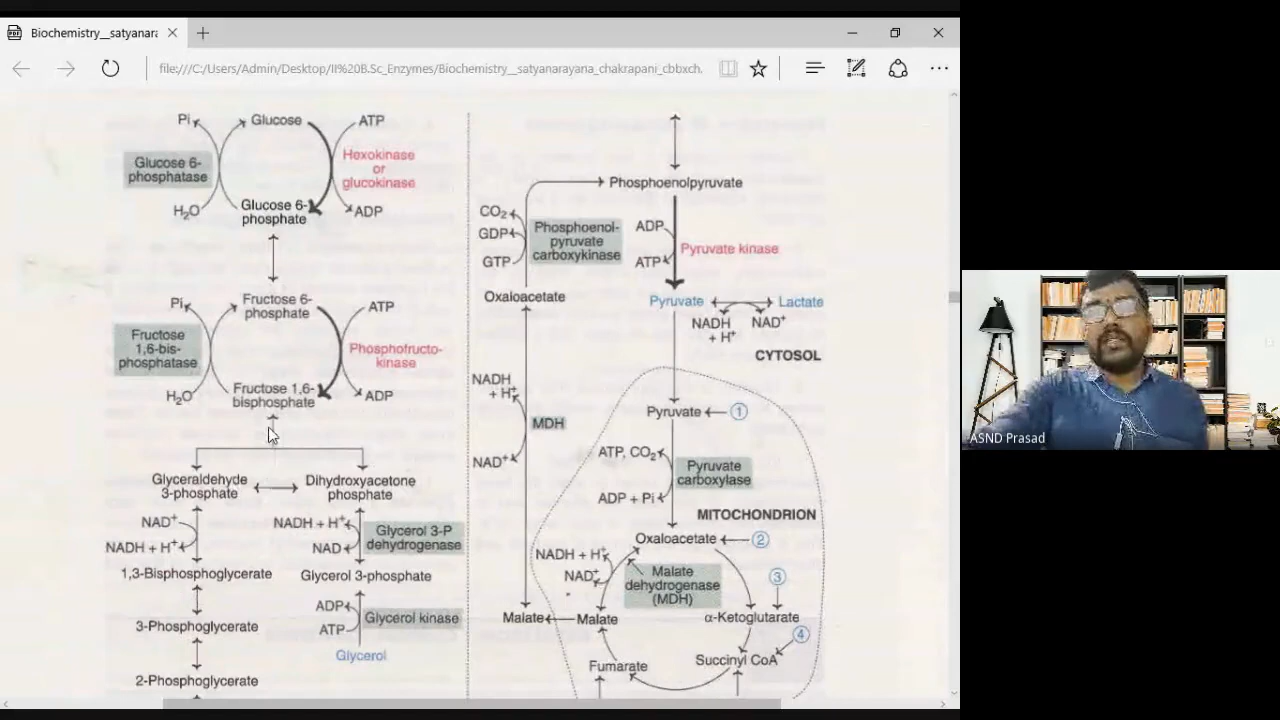 Biochemistry__satyanara
file:///C:/Users/Admin/Desktop/II%20B.Sc_Enzymes/Biochemistry__satyanarayana_chakrapani_cbbxch.
Pi
Glucose
ATP
Glucose 6-
phosphatase
Hexokinase
or
glucokinase
H₂O
Glucose 6-
phosphate
ADP
Pi
Fructose 6-
phosphate
ATP
Fructose
1,6-bis-
phosphatase
Phosphofructo-
kinase
H₂O
Fructose 1,6-
bisphosphate
ADP
Glyceraldehyde
3-phosphate
Dihydroxyacetone
phosphate
NAD⁺
NADH + H⁺
NADH + H⁺
NAD
Glycerol 3-P
dehydrogenase
1,3-Bisphosphoglycerate
Glycerol 3-phosphate
ADP
ATP
Glycerol kinase
3-Phosphoglycerate
Glycerol
2-Phosphoglycerate
Phosphoenolpyruvate
CO₂
GDP
GTP
Phosphoenol-
pyruvate
carboxykinase
ADP
ATP
Pyruvate kinase
Oxaloacetate
Pyruvate
Lactate
NADH
+ H⁺
NAD⁺
CYTOSOL
NADH
+ H⁺
MDH
NAD⁺
Pyruvate
1
ATP, CO₂
ADP + Pi
Pyruvate
carboxylase
MITOCHONDRION
Oxaloacetate
2
NADH + H⁺
NAD⁺
Malate
dehydrogenase
(MDH)
3
Malate
Malate
α-Ketoglutarate
4
Fumarate
Succinyl CoA
ASND Prasad